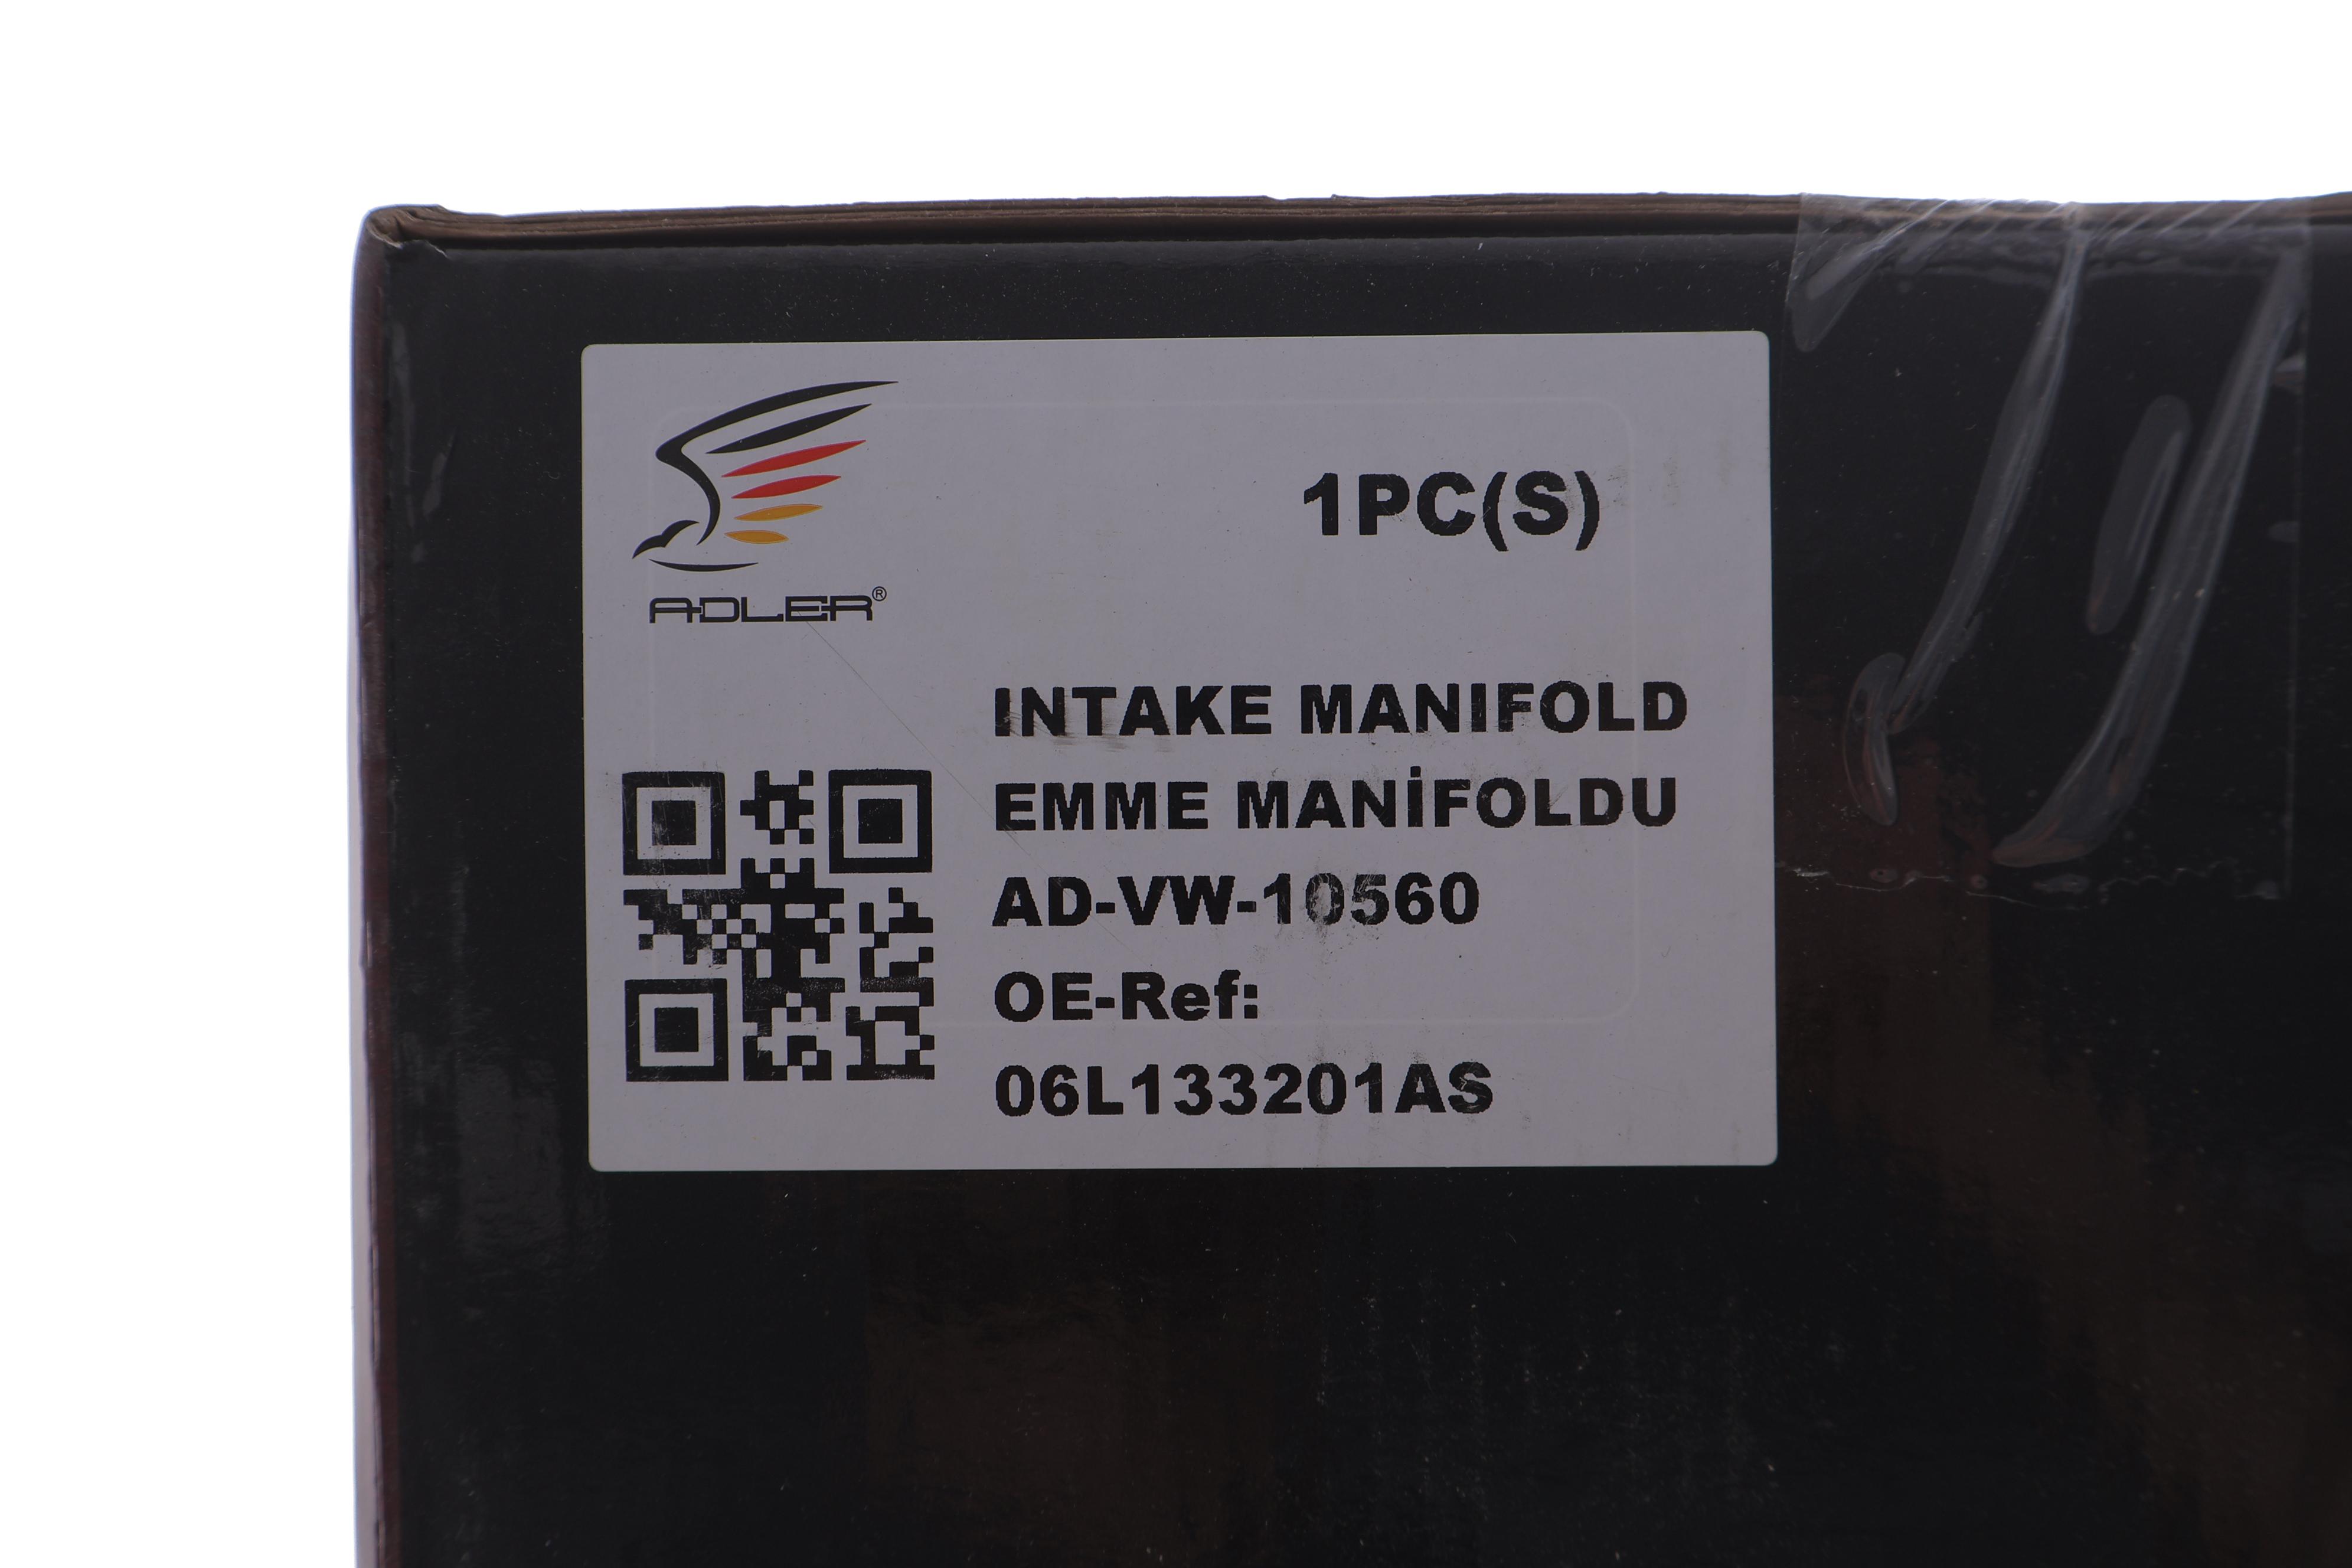 ADLER®
1PC(S)
INTAKE MANIFOLD
EMME MANİFOLDU
AD-VW-10560
OE-Ref:
06L133201AS